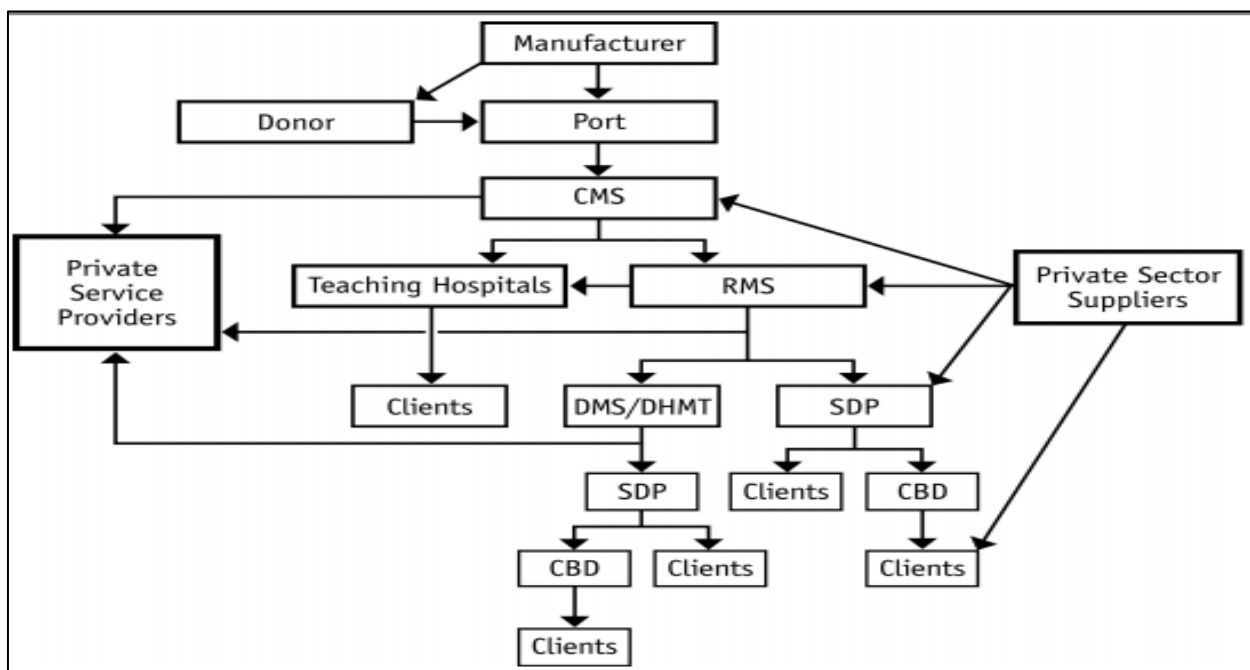 Manufacturer
Donor
Port
CMS
Private
Service
Providers
Teaching Hospitals
RMS
Private Sector
Suppliers
Clients
DMS/DHMT
SDP
SDP
Clients
CBD
CBD
Clients
Clients
Clients